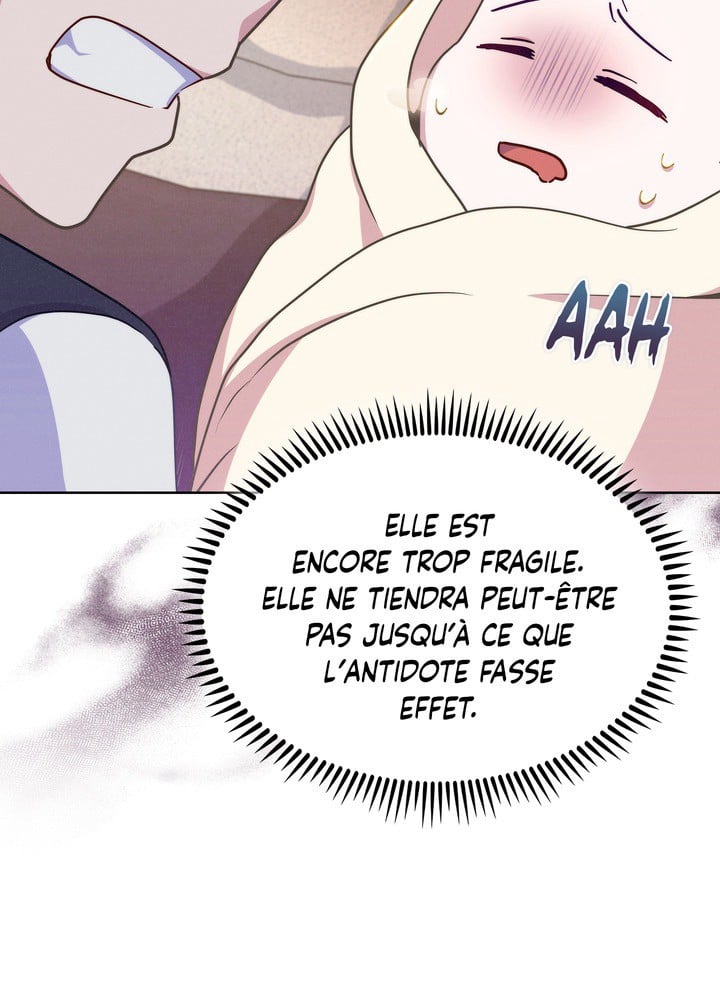 AAH
ELLE EST
ENCORE TROP FRAGILE.
ELLE NE TIENDRA PEUT-ÊTRE
PAS JUSQU'À CE QUE
L'ANTIDOTE FASSE
EFFET.